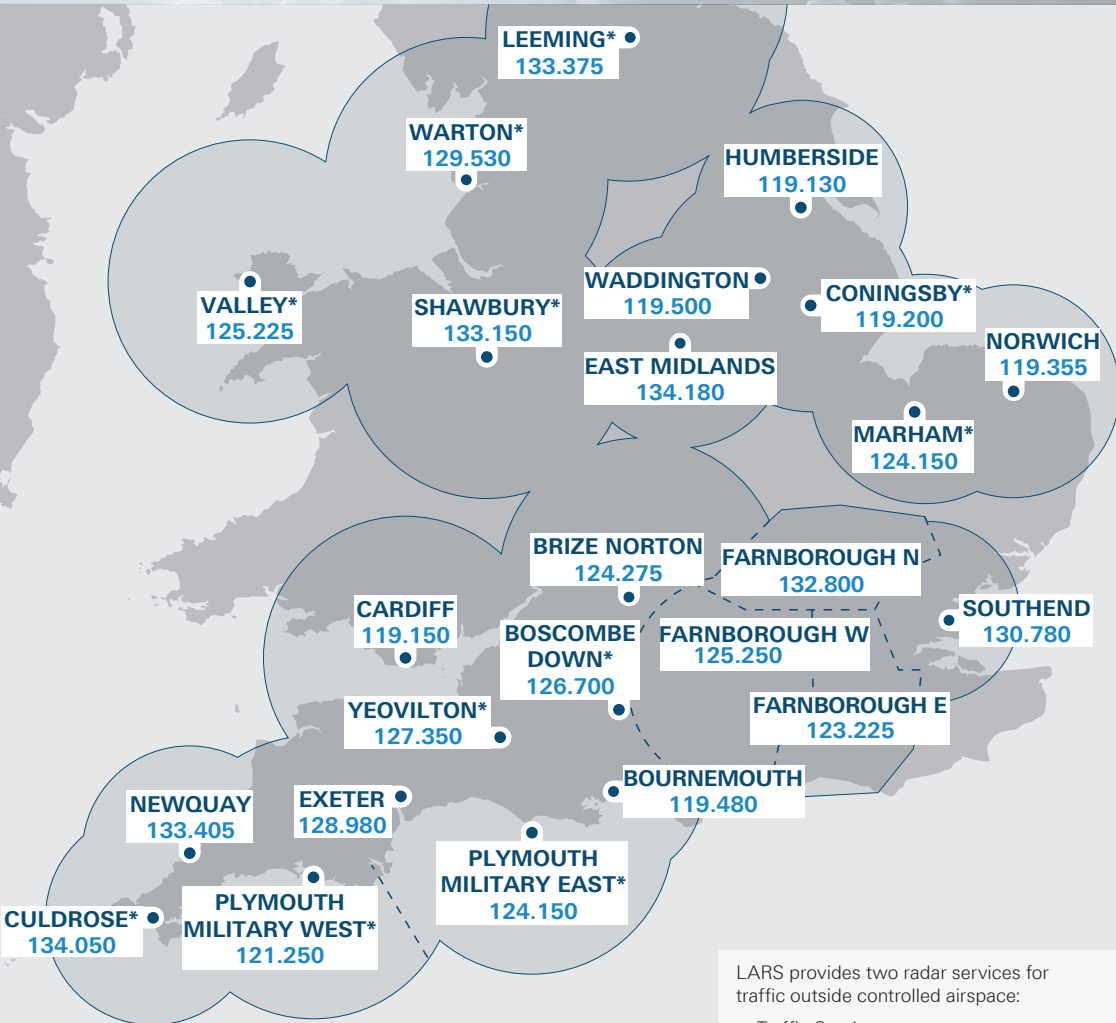 LEEMING*
133.375
WARTON*
129.530
HUMBERSIDE
119.130
VALLEY*
125.225
SHAWBURY*
133.150
WADDINGTON
119.500
CONINGSBY*
119.200
EAST MIDLANDS
134.180
NORWICH
119.355
MARHAM*
124.150
BRIZE NORTON
124.275
FARNBOROUGH N
132.800
CARDIFF
119.150
BOSCOMBE
DOWN*
126.700
FARNBOROUGH W
125.250
SOUTHEND
130.780
YEOVILTON*
127.350
FARNBOROUGH E
123.225
NEWQUAY
133.405
EXETER
128.980
BOURNEMOUTH
119.480
PLYMOUTH
MILITARY EAST*
124.150
CULDROSE*
134.050
PLYMOUTH
MILITARY WEST*
121.250
LARS provides two radar services for
traffic outside controlled airspace: